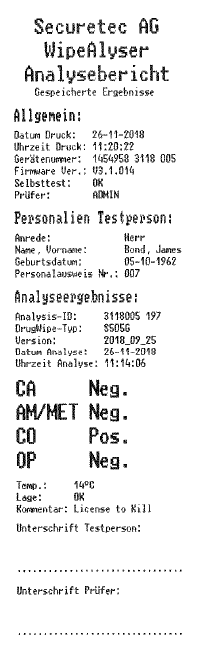 Securetec AG
WipeAlyser
Analysebericht
Gespeicherte Ergebnisse
Allgemein:
Datum Druck: 26-11-2018
Uhrzeit Druck: 11:20:22
Gerätenummer: 1454958 3118 005
Firmware Ver.: V3.1.014
Selbsttest: OK
Prüfer: ADMIN
Personalien Testperson:
Anrede: Herr
Name, Vorname: Bond, James
Geburtsdatum: 05-10-1962
Personalausweis Nr.: 007
Analyseergebnisse:
Analysis-ID: 3118005 197
DrugWipe-Typ: S505G
Version: 2018_09_25
Datum Analyse: 26-11-2018
Uhrzeit Analyse: 11:14:06
CA Neg.
AM/MET Neg.
CO Pos.
OP Neg.
Temp.: 14°C
Lage: OK
Kommentar: License to Kill
Unterschrift Testperson:
................................
Unterschrift Prüfer:
................................